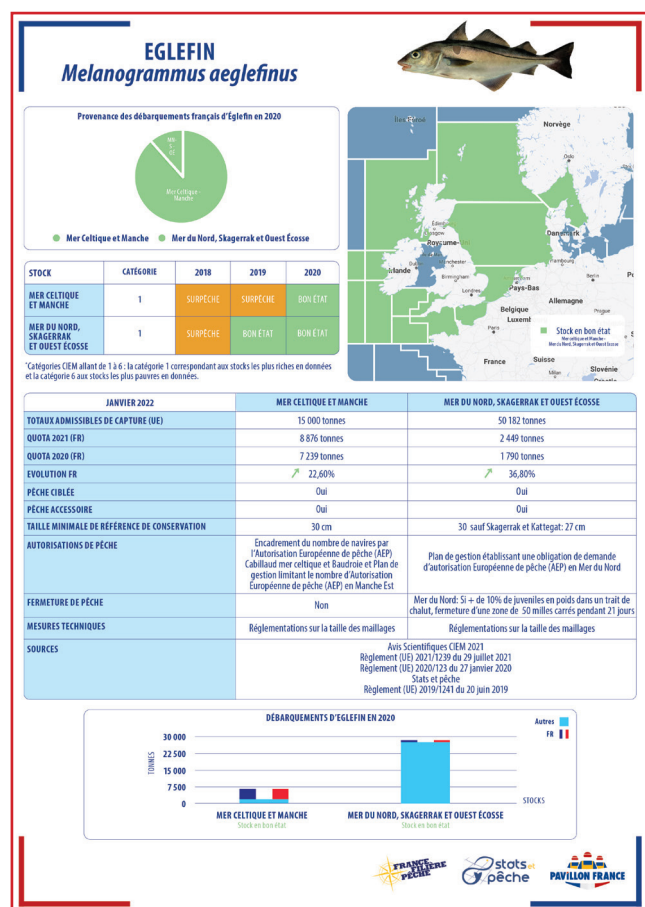 EGLEFIN
Melanogrammus aeglefinus
Provenance des débarquements français d'Églefin en 2020
Mer Celtique -
Manche
Mer Celtique et Manche
Mer du Nord, Skagerrak et Ouest Écosse
Norvège
Oslo
Royaume-Uni
Danemark
Manchester
Irlande
Birmingham
Hambourg
Berlin
Londres
Pays-Bas
Belgique
Allemagne
Luxeml
Prague
Paris
France
Suisse
Milan
Slovénie
Stock en bon état
Mer celtique et Manche -
Mer du Nord, Skagerrak et Ouest Écosse
STOCK CATÉGORIE 2018 2019 2020
MER CELTIQUE
ET MANCHE
1 SURPÊCHE SURPÊCHE BON ÉTAT
MER DU NORD,
SKAGERRAK
ET OUEST ÉCOSSE
1 SURPÊCHE BON ÉTAT BON ÉTAT
*Catégories CIEM allant de 1 à 6 : la catégorie 1 correspondant aux stocks les plus riches en données
et la catégorie 6 aux stocks les plus pauvres en données.
JANVIER 2022 MER CELTIQUE ET MANCHE MER DU NORD, SKAGERRAK ET OUEST ÉCOSSE
TOTAUX ADMISSIBLES DE CAPTURE (UE) 15 000 tonnes 50 182 tonnes
QUOTA 2021 (FR) 8 876 tonnes 2 449 tonnes
QUOTA 2020 (FR) 7 239 tonnes 1 790 tonnes
EVOLUTION FR 22,60% 36,80%
PÊCHE CIBLÉE Oui Oui
PÊCHE ACCESSOIRE Oui Oui
TAILLE MINIMALE DE RÉFÉRENCE DE CONSERVATION 30 cm 30 sauf Skagerrak et Kattegat: 27 cm
AUTORISATIONS DE PÊCHE
Encadrement du nombre de navires par
l'Autorisation Européenne de pêche (AEP)
Cabillaud mer celtique et Baudroie et Plan de
gestion limitant le nombre d'Autorisation
Européenne de pêche (AEP) en Manche Est
Plan de gestion établissant une obligation de demande
d'autorisation Européenne de pêche (AEP) en Mer du Nord
FERMETURE DE PÊCHE Non
Mer du Nord: Si + de 10% de juveniles en poids dans un trait de
chalut, fermeture d'une zone de 50 milles carrés pendant 21 jours
MESURES TECHNIQUES Réglementations sur la taille des maillages Réglementations sur la taille des maillages
SOURCES
Avis Scientifiques CIEM 2021
Règlement (UE) 2021/1239 du 29 juillet 2021
Règlement (UE) 2020/123 du 27 janvier 2020
Stats et pêche
Règlement (UE) 2019/1241 du 20 juin 2019
DÉBARQUEMENTS D'EGLEFIN EN 2020
Autres
FR
TONNES
30 000
22 500
15 000
7 500
0
STOCKS
MER CELTIQUE ET MANCHE
Stock en bon état
MER DU NORD, SKAGERRAK ET OUEST ÉCOSSE
Stock en bon état
FRANCE
FILIÈRE
PÊCHE
stats et
pêche
PAVILLON FRANCE